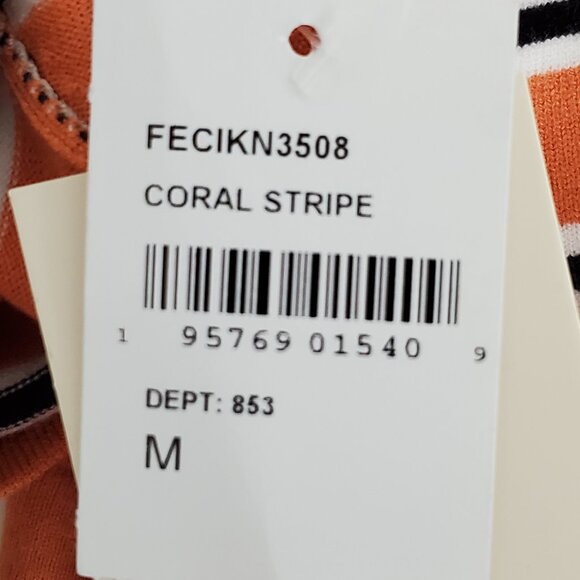 FECIKN3508
CORAL STRIPE
1 95769 01540 9
DEPT: 853
M